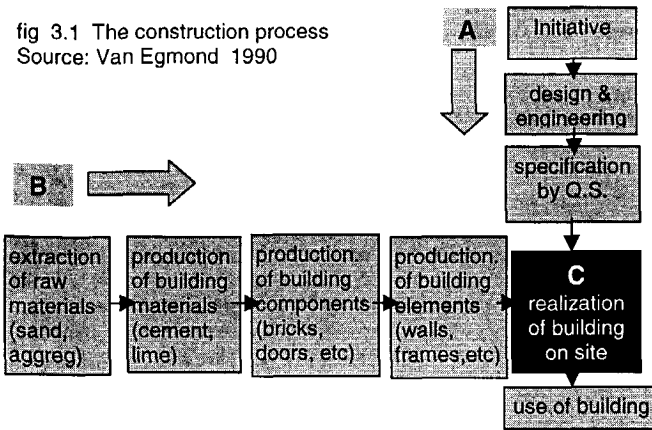 fig 3.1 The construction process
Source: Van Egmond 1990
A
Initiative
design &
engineering
specification
by Q.S.
B
extraction
of raw
materials
(sand,
aggreg)
production
of building
materials
(cement,
lime)
production.
of building
components
(bricks,
doors, etc)
production.
of building
elements
(walls,
frames,etc)
C
realization
of building
on site
use of building